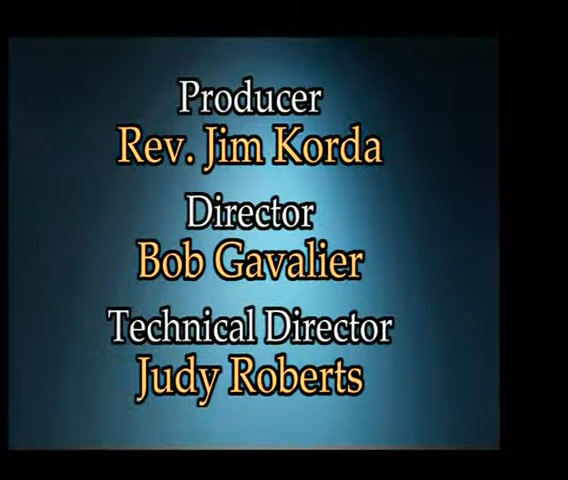 Producer
Rev. Jim Korda
Director
Bob Gavalier
Technical Director
Judy Roberts